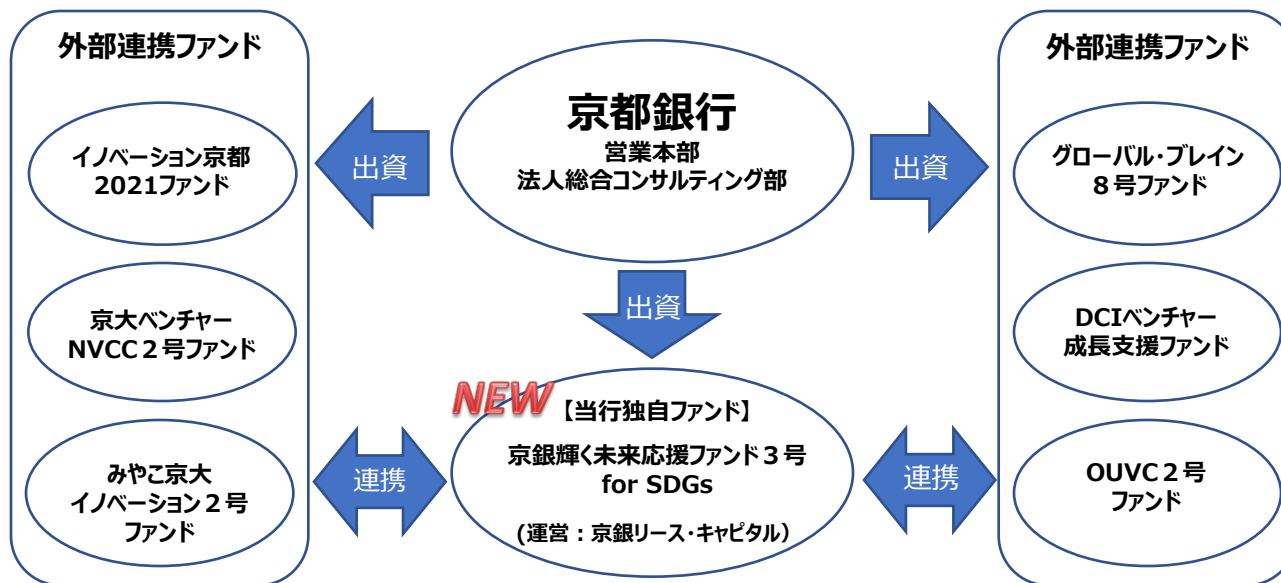 外部連携ファンド
イノベーション京都
2021ファンド
京大ベンチャー
NVCC２号ファンド
みやこ京大
イノベーション２号
ファンド
出資
京都銀行
営業本部
法人総合コンサルティング部
出資
出資
NEW
【当行独自ファンド】
京銀輝く未来応援ファンド３号
for SDGs
(運営：京銀リース・キャピタル）
連携
連携
外部連携ファンド
グローバル・ブレイン
８号ファンド
DCIベンチャー
成長支援ファンド
OUVC２号
ファンド